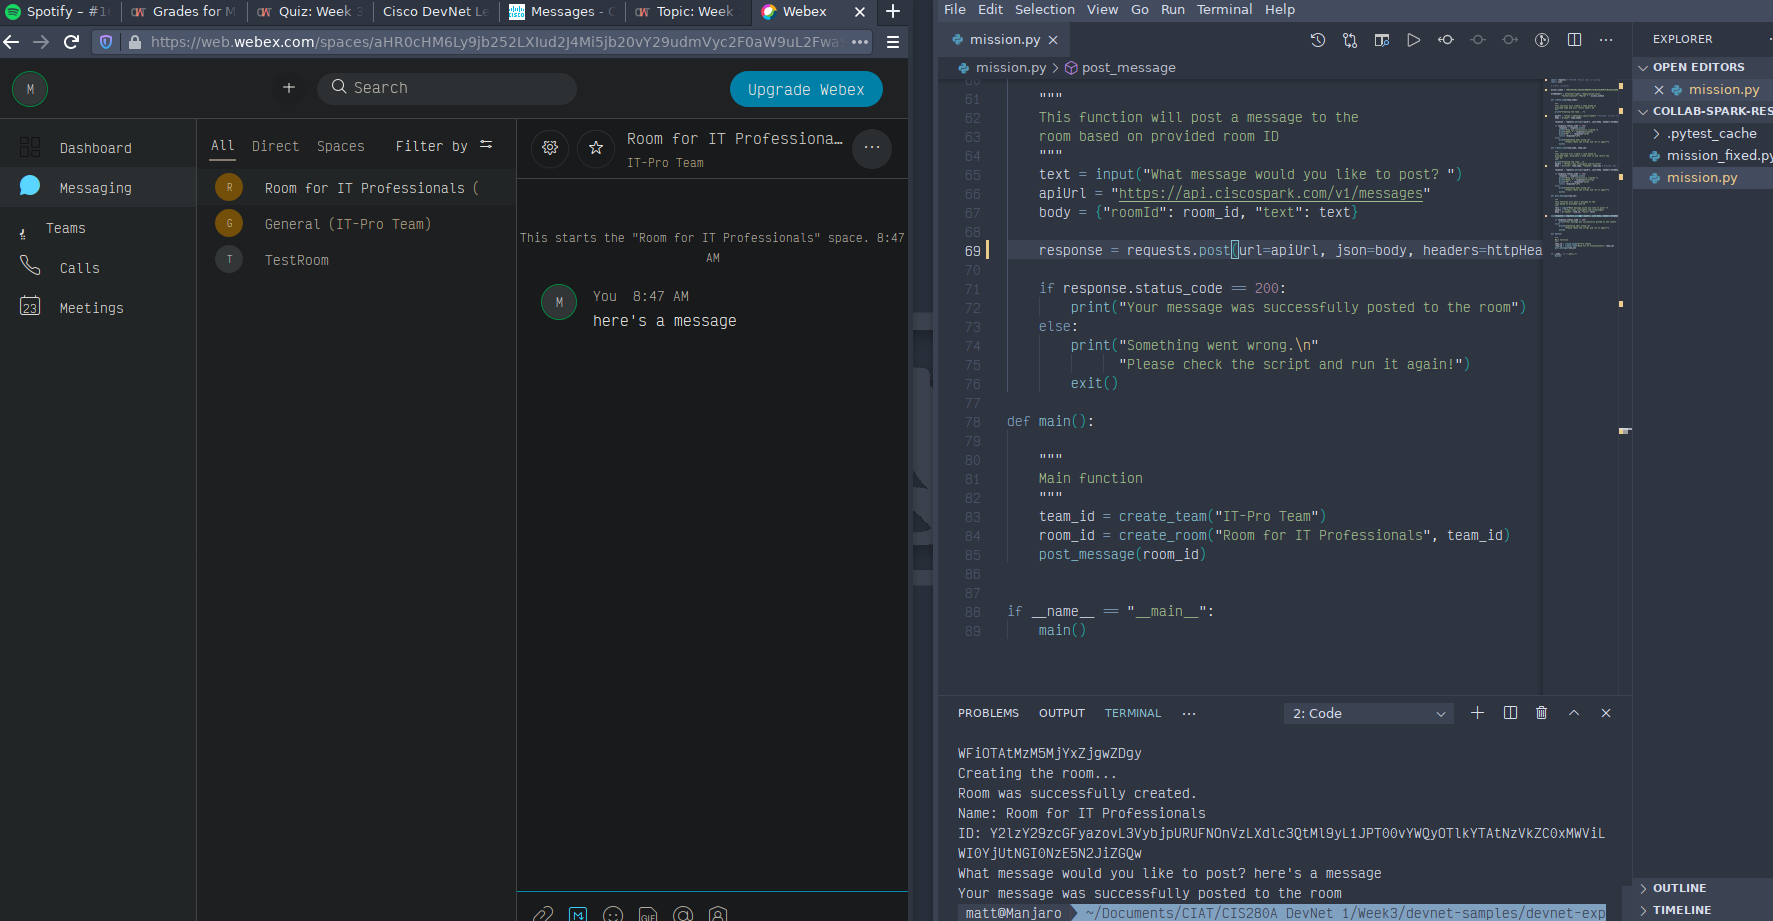 Spotify – #1
Grades for M
Quiz: Week 3
Cisco DevNet Le
Messages - C
Topic: Week
Webex
https://web.webex.com/spaces/
M
Search
Upgrade Webex
Dashboard
Messaging
Teams
Calls
23 Meetings
All Direct Spaces Filter by
R Room for IT Professionals (
G General (IT-Pro Team)
T TestRoom
Room for IT Professiona…
IT-Pro Team
This starts the "Room for IT Professionals" space. 8:47
AM
M You 8:47 AM
here's a message
GIF
File Edit Selection View Go Run Terminal Help
mission.py
mission.py > post_message
60
61 """
62 This function will post a message to the
63 room based on provided room ID
64 """
65 text = input("What message would you like to post? ")
66 apiUrl = "https://api.ciscospark.com/v1/messages"
67 body = {"roomId": room_id, "text": text}
68
69 response = requests.post(url=apiUrl, json=body, headers=httpHea
70
71 if response.status_code == 200:
72 print("Your message was successfully posted to the room")
73 else:
74 print("Something went wrong.\n"
75 "Please check the script and run it again!")
76 exit()
77
78 def main():
79
80 """
81 Main function
82 """
83 team_id = create_team("IT-Pro Team")
84 room_id = create_room("Room for IT Professionals", team_id)
85 post_message(room_id)
86
87
88 if __name__ == "__main__":
89 main()
EXPLORER
OPEN EDITORS
mission.py
COLLAB-SPARK-RES
.pytest_cache
mission_fixed.py
mission.py
OUTLINE
TIMELINE
PROBLEMS OUTPUT TERMINAL 2: Code
WFiOTAtMzM5MjYxZjgwZDgy
Creating the room...
Room was successfully created.
Name: Room for IT Professionals
ID:
What message would you like to post? here's a message
Your message was successfully posted to the room
matt@Manjaro ~/Documents/CIAT/CIS280A DevNet 1/Week3/devnet-samples/devnet-exp